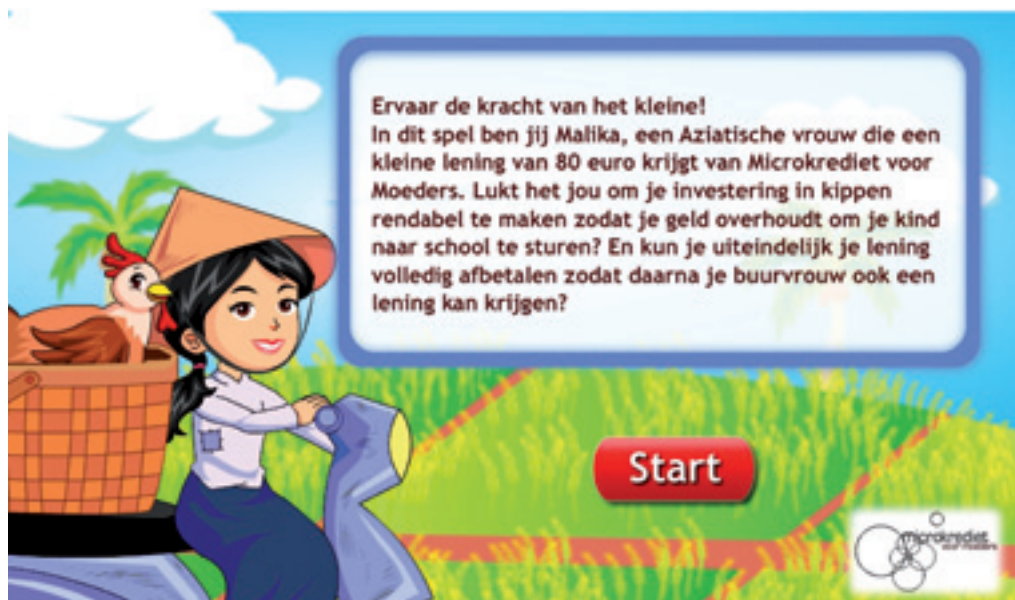 Ervaar de kracht van het kleine!
In dit spel ben jij Malika, een Aziatische vrouw die een
kleine lening van 80 euro krijgt van Microkrediet voor
Moeders. Lukt het jou om je investering in kippen
rendabel te maken zodat je geld overhoudt om je kind
naar school te sturen? En kun je uiteindelijk je lening
volledig afbetalen zodat daarna je buurvrouw ook een
lening kan krijgen?
Start
microkrediet
voor moeders